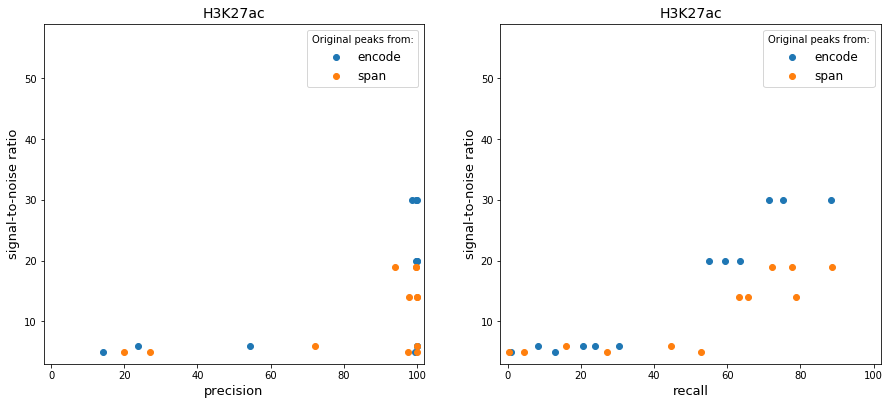 H3K27ac
Original peaks from:
encode
span
50
40
30
20
10
signal-to-noise ratio
0 20 40 60 80 100
precision
H3K27ac
Original peaks from:
encode
span
50
40
30
20
10
signal-to-noise ratio
0 20 40 60 80 100
recall